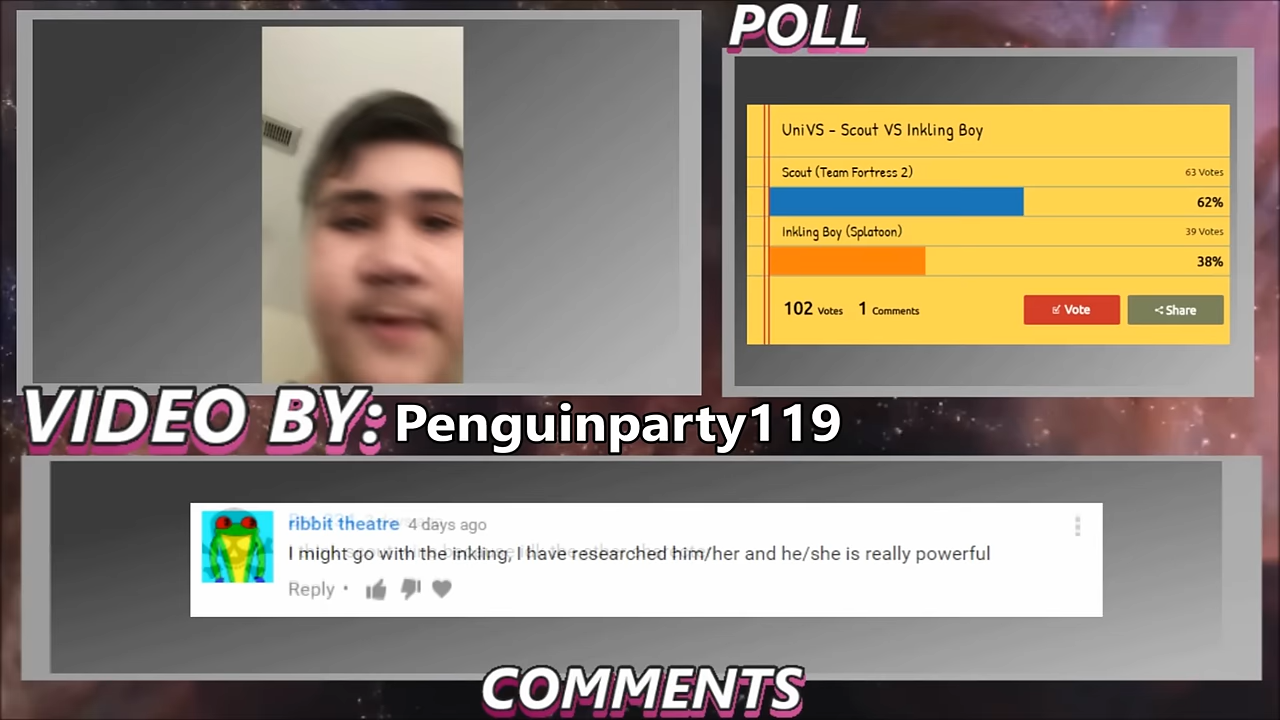 POLL
UniVS - Scout VS Inkling Boy
Scout (Team Fortress 2)
63 Votes
62%
Inkling Boy (Splatoon)
39 Votes
38%
102 Votes 1 Comments
Vote
Share
VIDEO BY: Penguinparty119
ribbit theatre 4 days ago
I might go with the inkling, I have researched him/her and he/she is really powerful
Reply •
COMMENTS